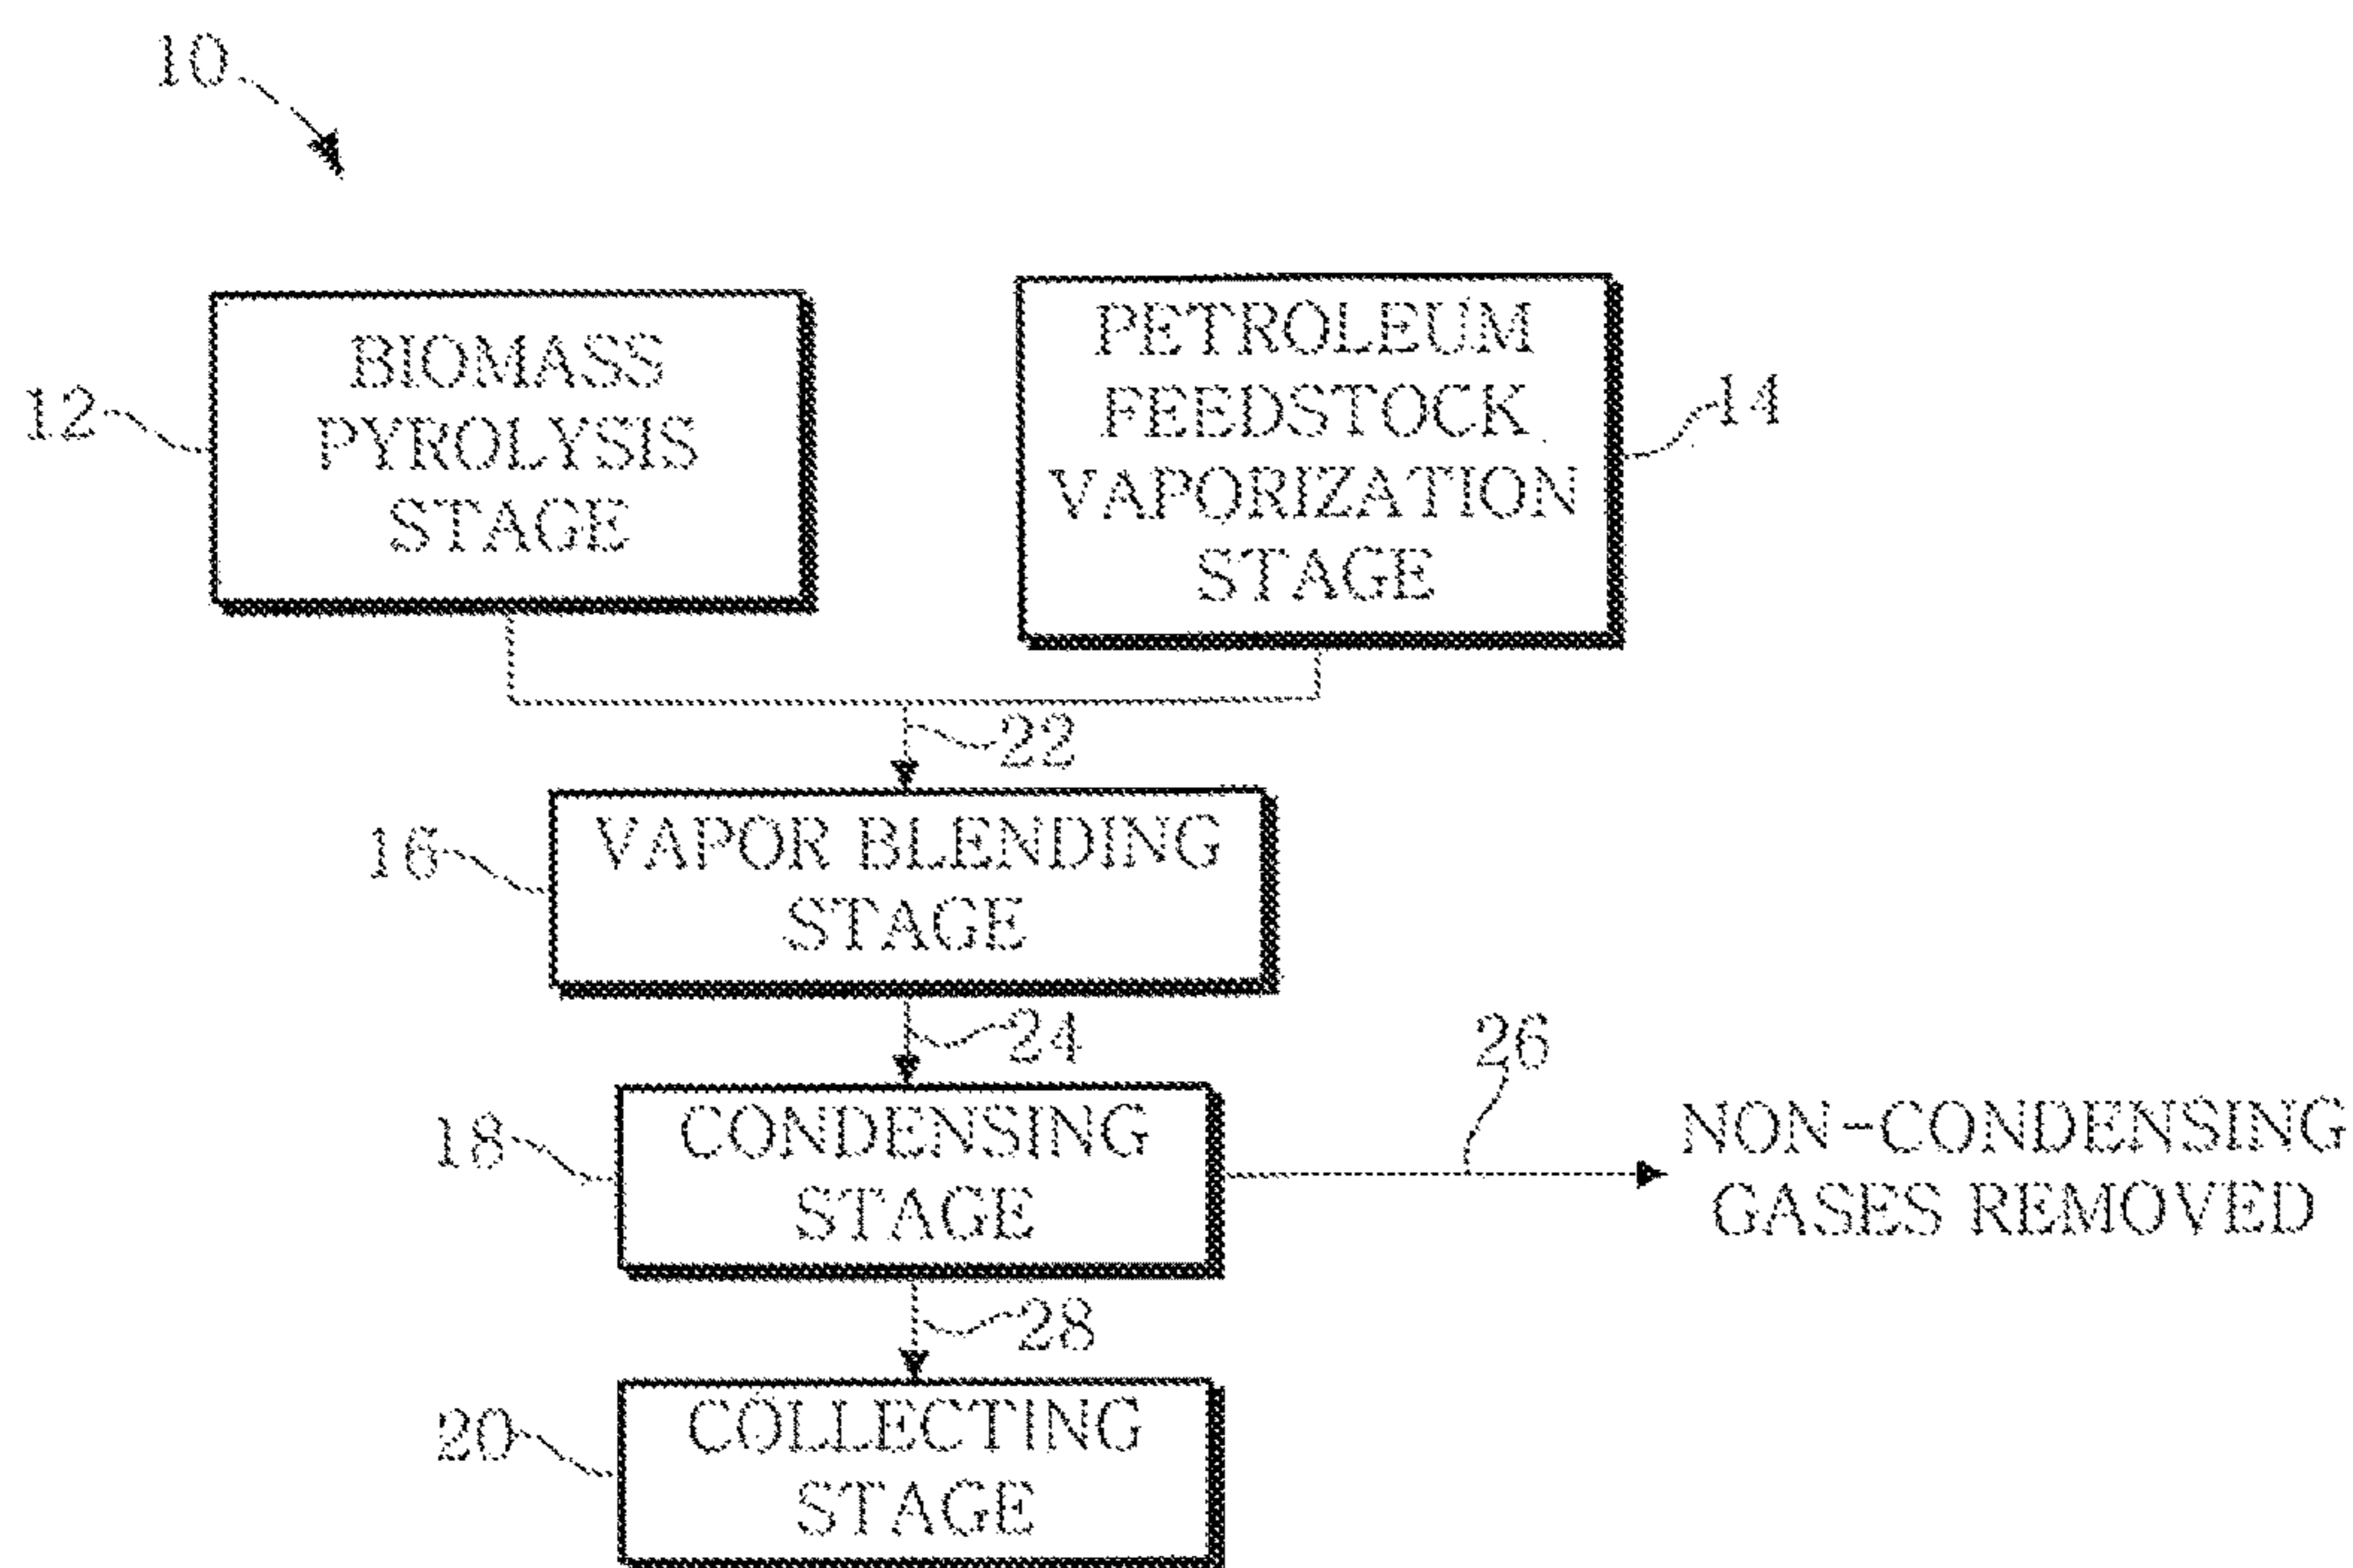 10
BIOMASS
PYROLYSIS
STAGE
12
PETROLEUM
FEEDSTOCK
VAPORIZATION
STAGE
14
22
VAPOR BLENDING
STAGE
16
24
CONDENSING
STAGE
18
26
NON-CONDENSING
GASES REMOVED
28
COLLECTING
STAGE
20